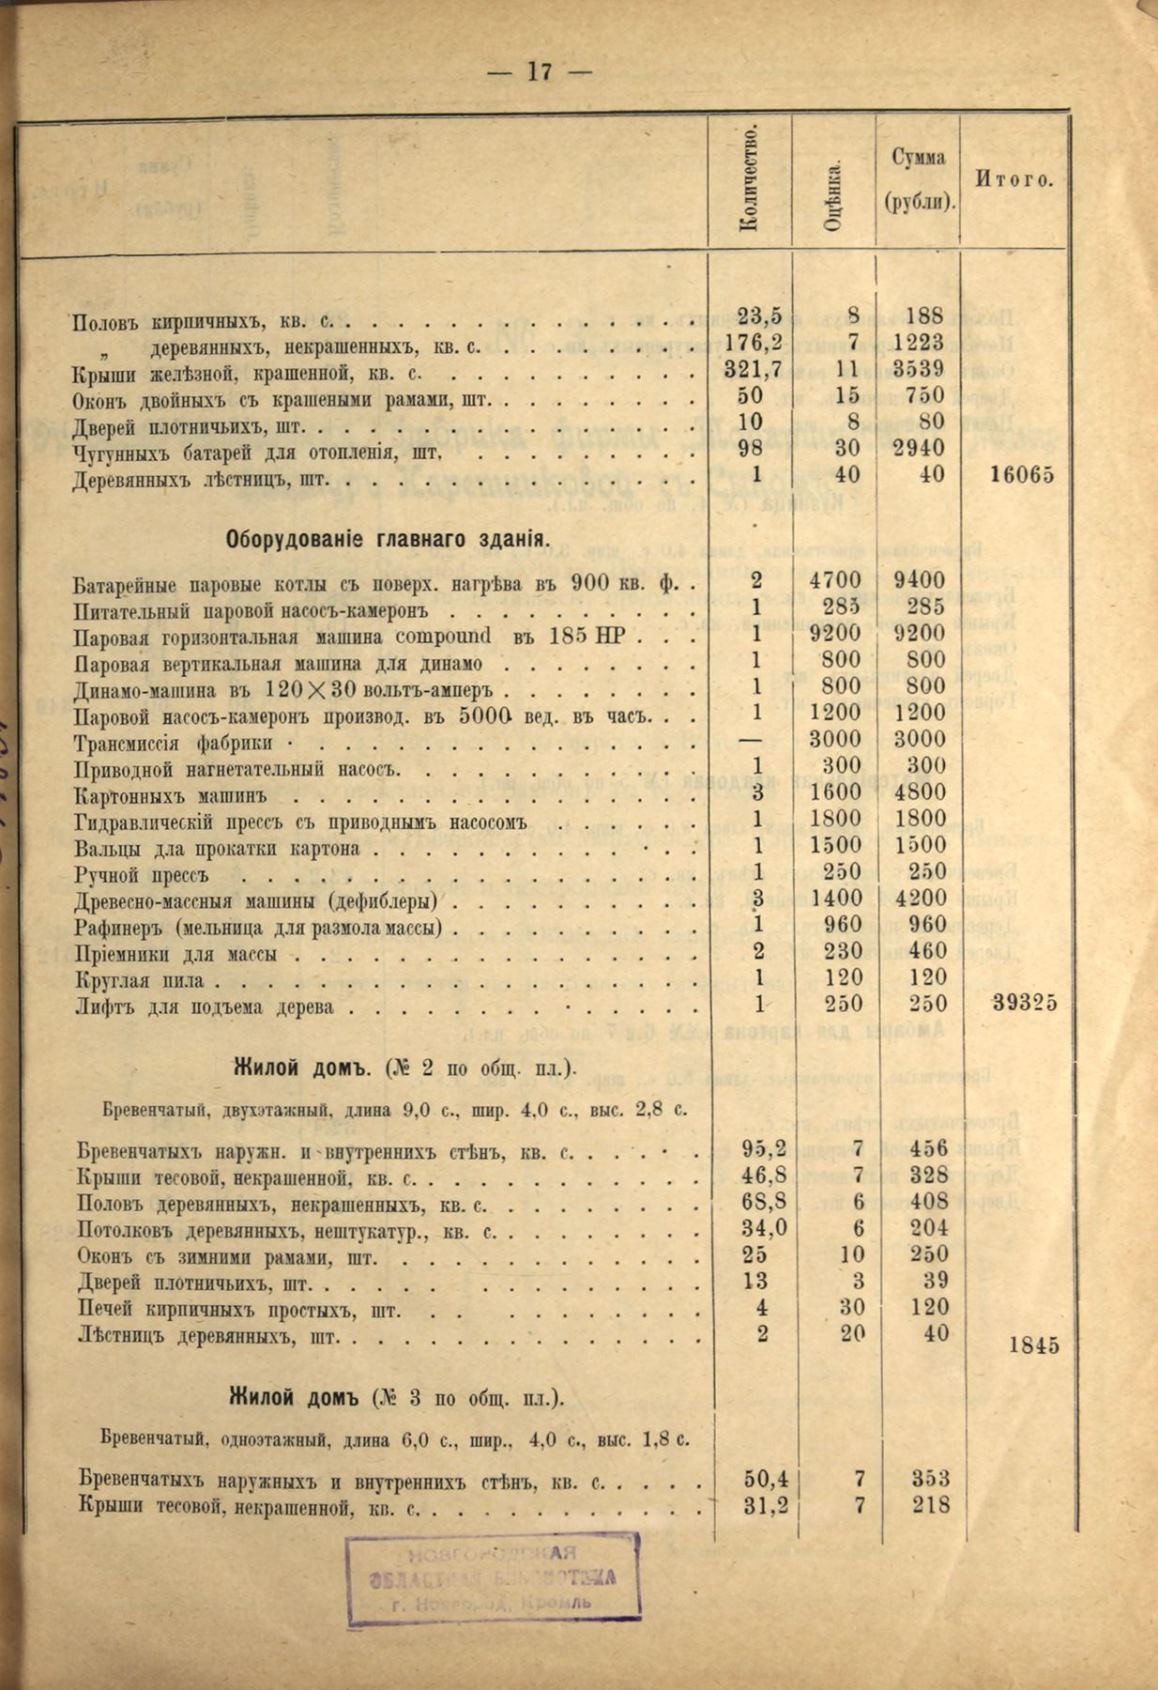 — 17 —
Количество. Оцѣнка. Сумма (рубли). Итого.
Половъ кирпичныхъ, кв. с. . . . . . . . . . . . . . . 23,5 8 188
„ деревянныхъ, некрашенныхъ, кв. с. . . . . . . . . 176,2 7 1223
Крыши желѣзной, крашенной, кв. с. . . . . . . . . . . 321,7 11 3539
Оконъ двойныхъ съ крашеными рамами, шт. . . . . . . . . 50 15 750
Дверей плотничьихъ, шт. . . . . . . . . . . . . . . . 10 8 80
Чугунныхъ батарей для отопленія, шт. . . . . . . . . . 98 30 2940
Деревянныхъ лѣстницъ, шт. . . . . . . . . . . . . . . 1 40 40 16065
Оборудованіе главнаго зданія.
Батарейные паровые котлы съ поверх. нагрѣва въ 900 кв. ф. . 2 4700 9400
Питательный паровой насосъ-камеронъ . . . . . . . . . . 1 285 285
Паровая горизонтальная машина compound въ 185 HP . . . 1 9200 9200
Паровая вертикальная машина для динамо . . . . . . . . 1 800 800
Динамо-машина въ 120×30 вольтъ-амперъ . . . . . . . . 1 800 800
Паровой насосъ-камеронъ производ. въ 5000 вед. въ часъ. . . 1 1200 1200
Трансмиссія фабрики . . . . . . . . . . . . . . . . — 3000 3000
Приводной нагнетательный насосъ. . . . . . . . . . . . 1 300 300
Картонныхъ машинъ . . . . . . . . . . . . . . . . 3 1600 4800
Гидравлическій прессъ съ приводнымъ насосомъ . . . . . . 1 1800 1800
Вальцы дла прокатки картона . . . . . . . . . . . . . 1 1500 1500
Ручной прессъ . . . . . . . . . . . . . . . . . . 1 250 250
Древесно-массныя машины (дефиблеры) . . . . . . . . . . 3 1400 4200
Рафинеръ (мельница для размола массы) . . . . . . . . . . 1 960 960
Пріемники для массы . . . . . . . . . . . . . . . . 2 230 460
Круглая пила . . . . . . . . . . . . . . . . . . . 1 120 120
Лифтъ для подъема дерева . . . . . . . . . . . . . . 1 250 250 39325
Жилой домъ. (№ 2 по общ. пл.).
Бревенчатый, двухэтажный, длина 9,0 с., шир. 4,0 с., выс. 2,8 с.
Бревенчатыхъ наружн. и внутреннихъ стѣнъ, кв. с. . . . . . 95,2 7 456
Крыши тесовой, некрашенной, кв. с. . . . . . . . . . . . 46,8 7 328
Половъ деревянныхъ, некрашенныхъ, кв. с. . . . . . . . . 68,8 6 408
Потолковъ деревянныхъ, нештукатур., кв. с. . . . . . . . . 34,0 6 204
Оконъ съ зимними рамами, шт. . . . . . . . . . . . . . 25 10 250
Дверей плотничьихъ, шт. . . . . . . . . . . . . . . . 13 3 39
Печей кирпичныхъ простыхъ, шт. . . . . . . . . . . . 4 30 120
Лѣстницъ деревянныхъ, шт. . . . . . . . . . . . . . . 2 20 40 1845
Жилой домъ (№ 3 по общ. пл.).
Бревенчатый, одноэтажный, длина 6,0 с., шир., 4,0 с., выс. 1,8 с.
Бревенчатыхъ наружныхъ и внутреннихъ стѣнъ, кв. с. . . . . 50,4 7 353
Крыши тесовой, некрашенной, кв. с. . . . . . . . . . . . 31,2 7 218
НОВГОРОДСКАЯ
ОБЛАСТНАЯ БИБЛИОТЕКА
г. Новгород, Кремль